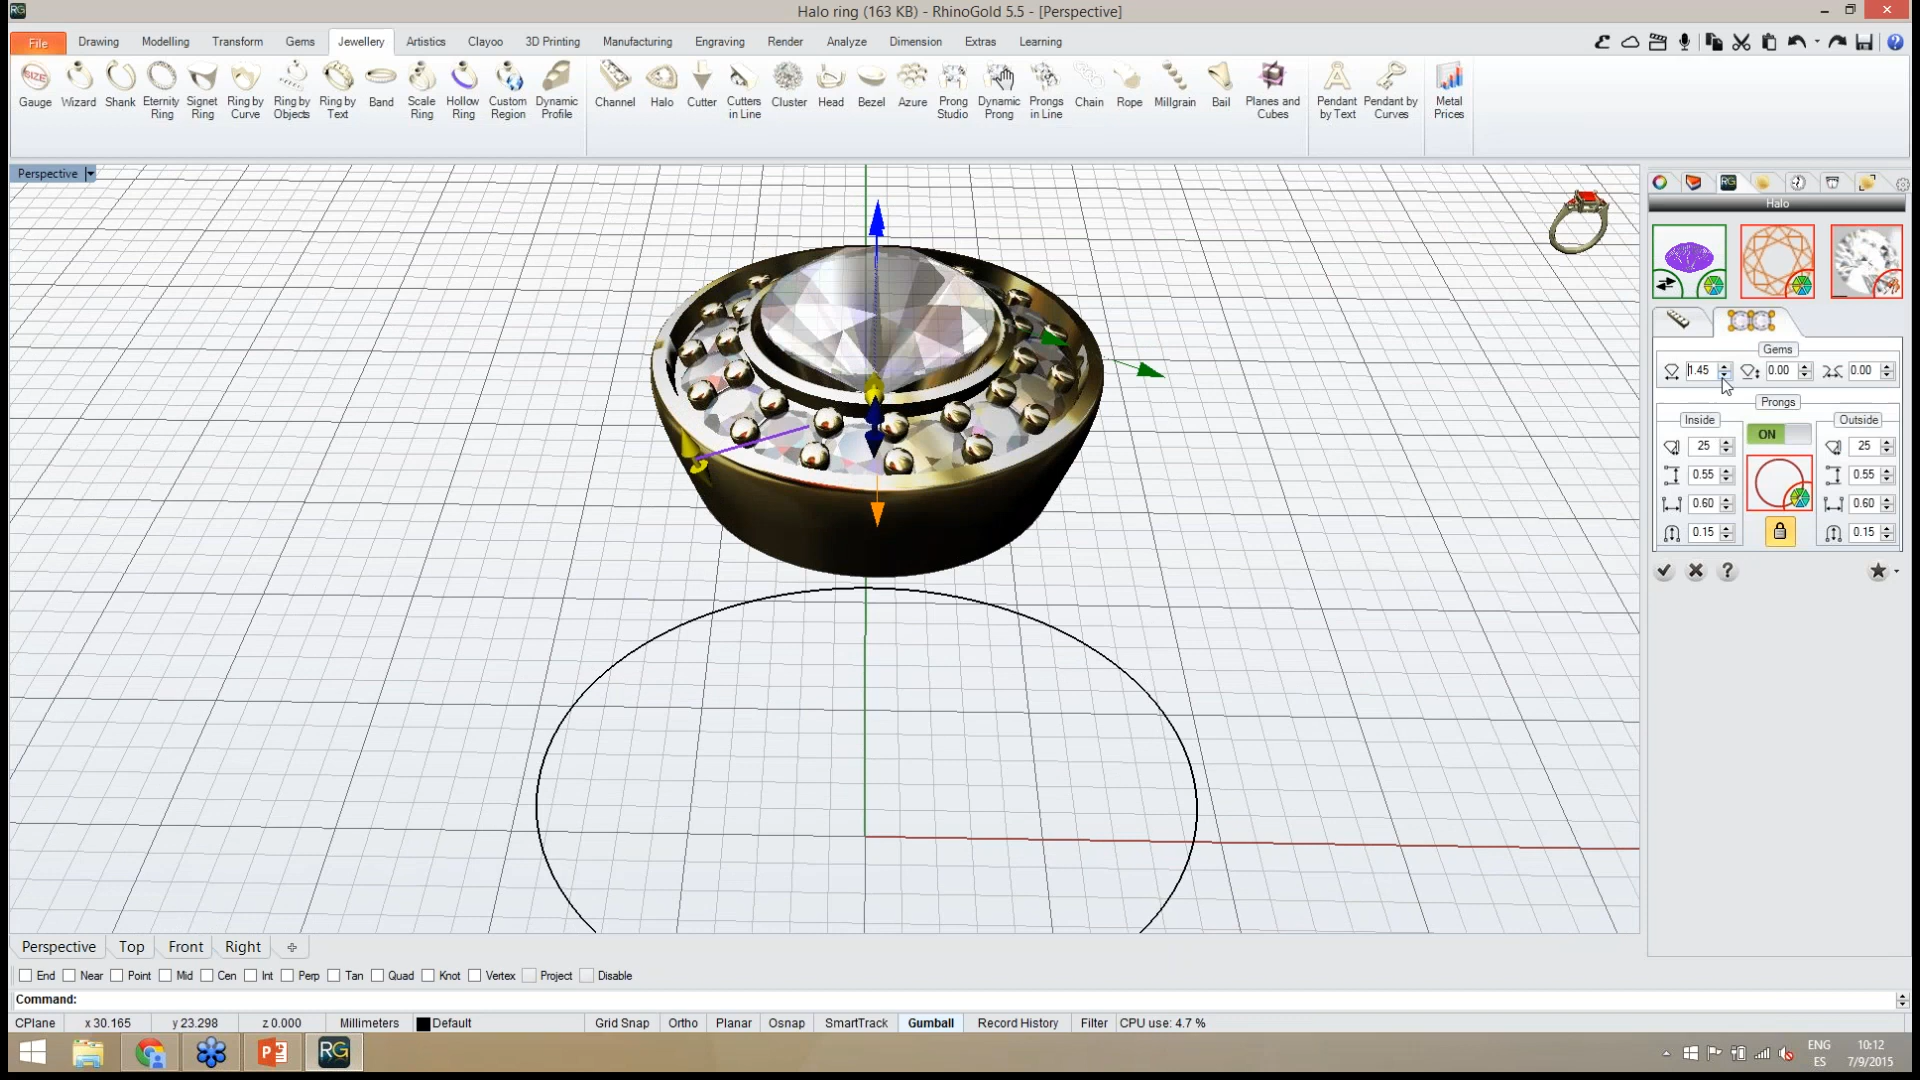 Halo ring (163 KB) - RhinoGold 5.5 - [Perspective]
File Drawing Modelling Transform Gems Jewellery Artistics Clayoo 3D Printing Manufacturing Engraving Render Analyze Dimension Extras Learning
SIZE
Gauge Wizard Shank Eternity Ring Signet Ring Ring by Curve Ring by Objects Ring by Text Band Scale Ring Hollow Ring Custom Region Dynamic Profile Channel Halo Cutter Cutters in Line Cluster Head Bezel Azure Prong Studio Dynamic Prong Prongs in Line Chain Rope Millgrain Bail Planes and Cubes Pendant by Text Pendant by Curves Metal Prices
Perspective
RG
Halo
Gems
1.45 0.00 0.00
Prongs
Inside Outside
ON
25 25
0.55 0.55
0.60 0.60
0.15 0.15
Perspective Top Front Right
End Near Point Mid Cen Int Perp Tan Quad Knot Vertex Project Disable
Command:
CPlane x 30.165 y 23.298 z 0.000 Millimeters Default Grid Snap Ortho Planar Osnap SmartTrack Gumball Record History Filter CPU use: 4.7 %
RG
ENG 10:12
ES 7/9/2015